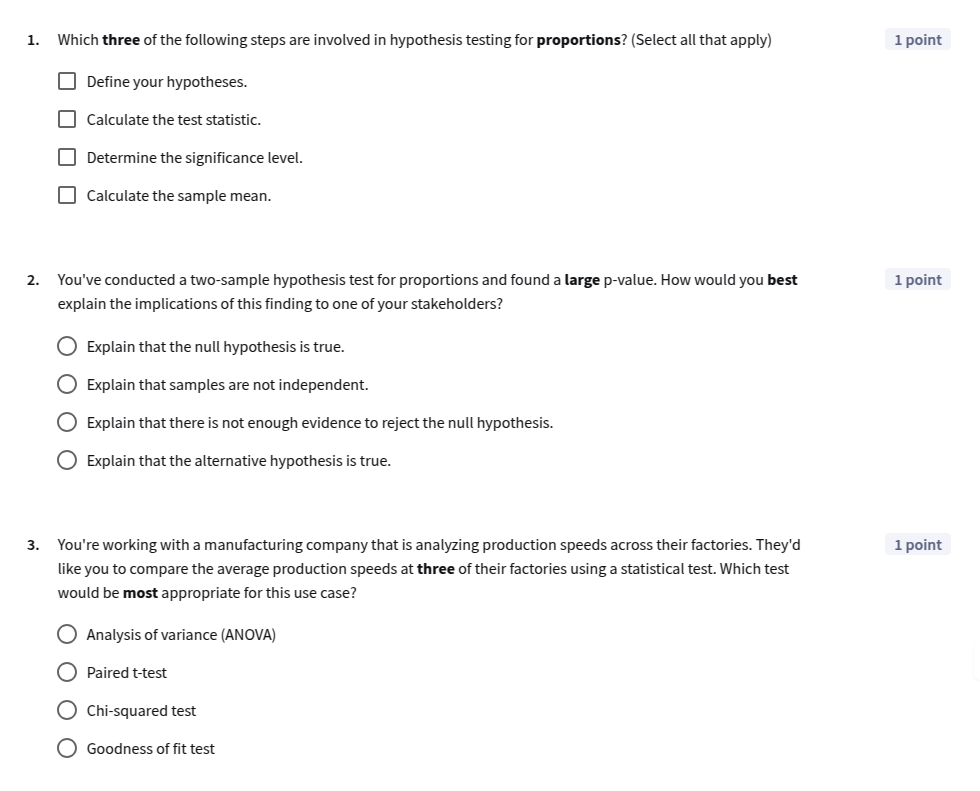 1. Which three of the following steps are involved in hypothesis testing for proportions? (Select all that apply) 1 point
Define your hypotheses.
Calculate the test statistic.
Determine the significance level.
Calculate the sample mean.
2. You've conducted a two-sample hypothesis test for proportions and found a large p-value. How would you best 1 point
explain the implications of this finding to one of your stakeholders?
Explain that the null hypothesis is true.
Explain that samples are not independent.
Explain that there is not enough evidence to reject the null hypothesis.
Explain that the alternative hypothesis is true.
3. You're working with a manufacturing company that is analyzing production speeds across their factories. They'd 1 point
like you to compare the average production speeds at three of their factories using a statistical test. Which test
would be most appropriate for this use case?
Analysis of variance (ANOVA)
Paired t-test
Chi-squared test
Goodness of fit test